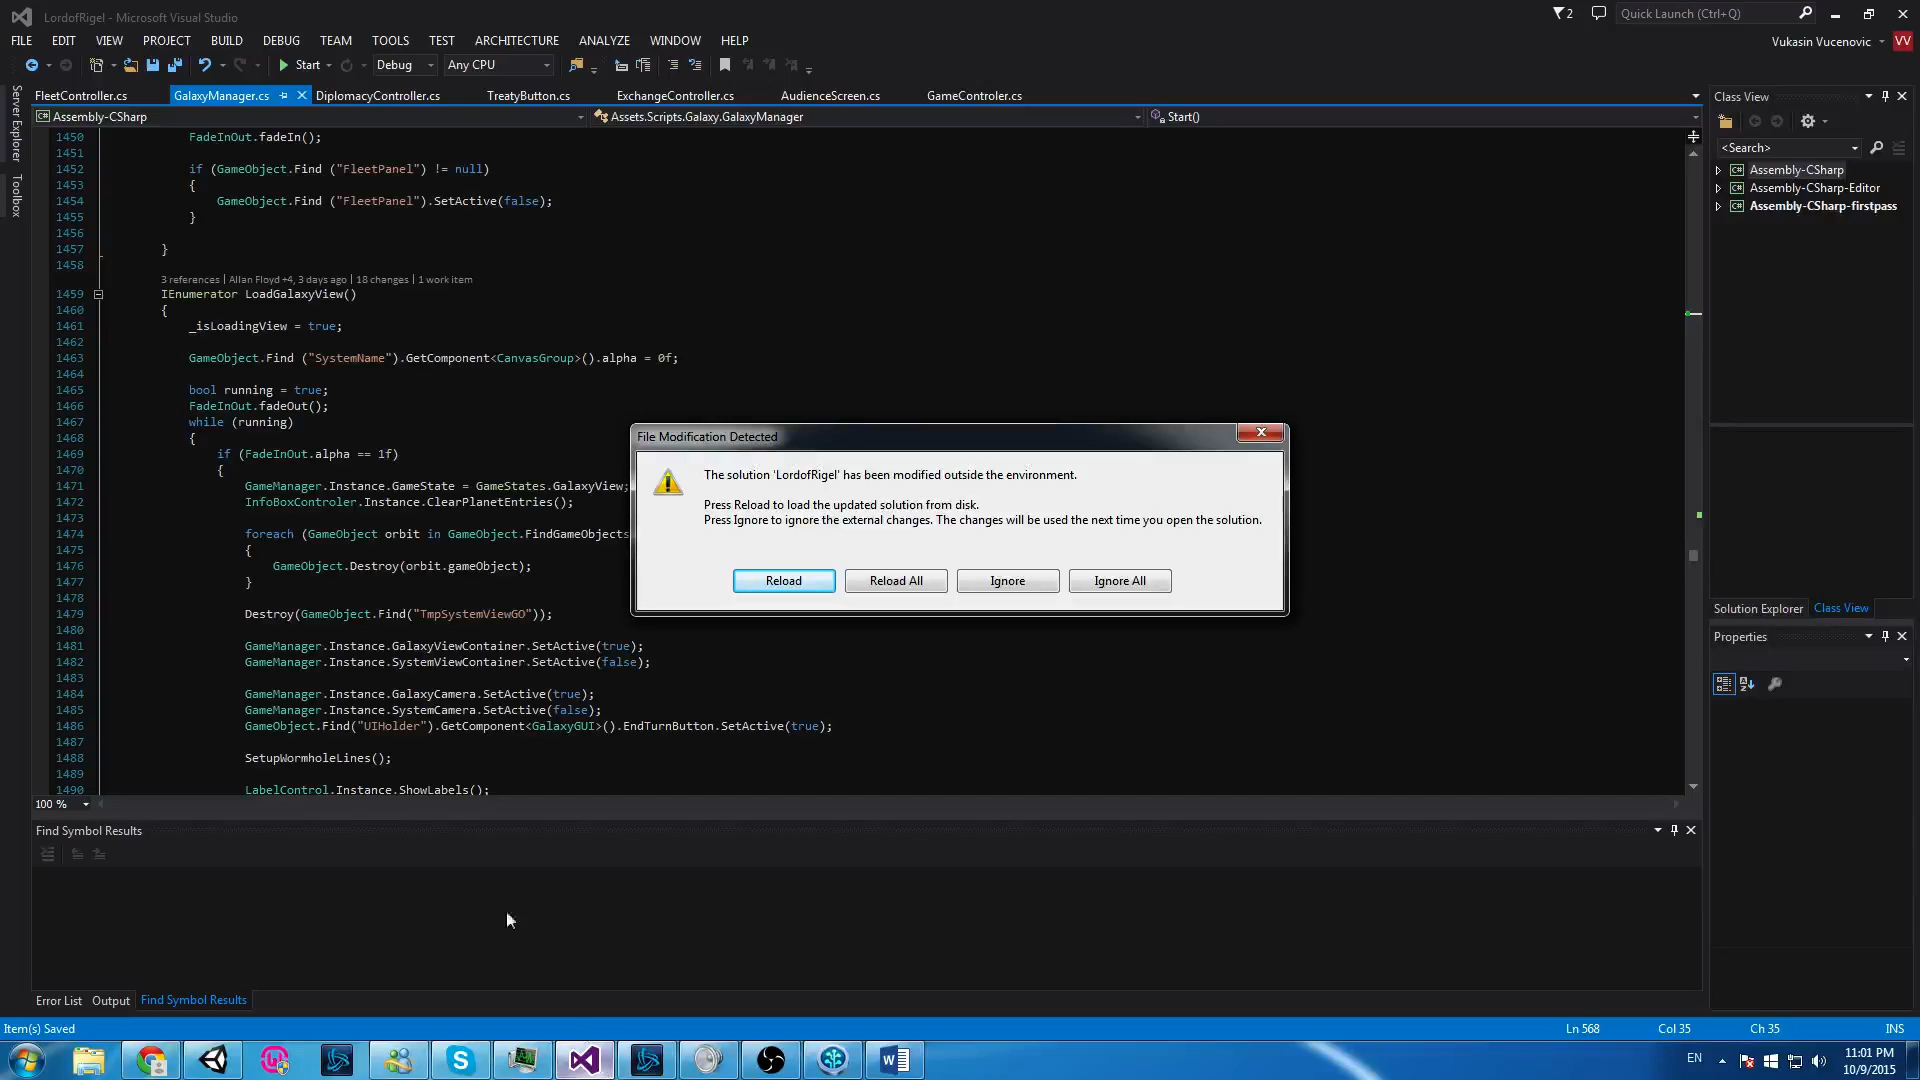 LordofRigel - Microsoft Visual Studio
2
Quick Launch (Ctrl+Q)
FILE EDIT VIEW PROJECT BUILD DEBUG TEAM TOOLS TEST ARCHITECTURE ANALYZE WINDOW HELP
Vukasin Vucenovic VV
Start Debug Any CPU
Server Explorer
Toolbox
FleetController.cs GalaxyManager.cs DiplomacyController.cs TreatyButton.cs ExchangeController.cs AudienceScreen.cs GameControler.cs
Assembly-CSharp Assets.Scripts.Galaxy.GalaxyManager Start()
1450 FadeInOut.fadeIn();
1451
1452 if (GameObject.Find ("FleetPanel") != null)
1453 {
1454 GameObject.Find ("FleetPanel").SetActive(false);
1455 }
1456
1457 }
1458
3 references | Allan Floyd +4, 3 days ago | 18 changes | 1 work item
1459 IEnumerator LoadGalaxyView()
1460 {
1461 _isLoadingView = true;
1462
1463 GameObject.Find ("SystemName").GetComponent<CanvasGroup>().alpha = 0f;
1464
1465 bool running = true;
1466 FadeInOut.fadeOut();
1467 while (running)
1468 {
1469 if (FadeInOut.alpha == 1f)
1470 {
1471 GameManager.Instance.GameState = GameStates.GalaxyView;
1472 InfoBoxControler.Instance.ClearPlanetEntries();
1473
1474 foreach (GameObject orbit in GameObject.FindGameObjects
1475 {
1476 GameObject.Destroy(orbit.gameObject);
1477 }
1478
1479 Destroy(GameObject.Find("TmpSystemViewGO"));
1480
1481 GameManager.Instance.GalaxyViewContainer.SetActive(true);
1482 GameManager.Instance.SystemViewContainer.SetActive(false);
1483
1484 GameManager.Instance.GalaxyCamera.SetActive(true);
1485 GameManager.Instance.SystemCamera.SetActive(false);
1486 GameObject.Find("UIHolder").GetComponent<GalaxyGUI>().EndTurnButton.SetActive(true);
1487
1488 SetupWormholeLines();
1489
1490 LabelControl.Instance.ShowLabels();
100 %
File Modification Detected
The solution 'LordofRigel' has been modified outside the environment.
Press Reload to load the updated solution from disk.
Press Ignore to ignore the external changes. The changes will be used the next time you open the solution.
Reload Reload All Ignore Ignore All
Class View
<Search>
Assembly-CSharp
Assembly-CSharp-Editor
Assembly-CSharp-firstpass
Solution Explorer Class View
Properties
Find Symbol Results
Error List Output Find Symbol Results
Item(s) Saved Ln 568 Col 35 Ch 35 INS
EN
11:01 PM
10/9/2015